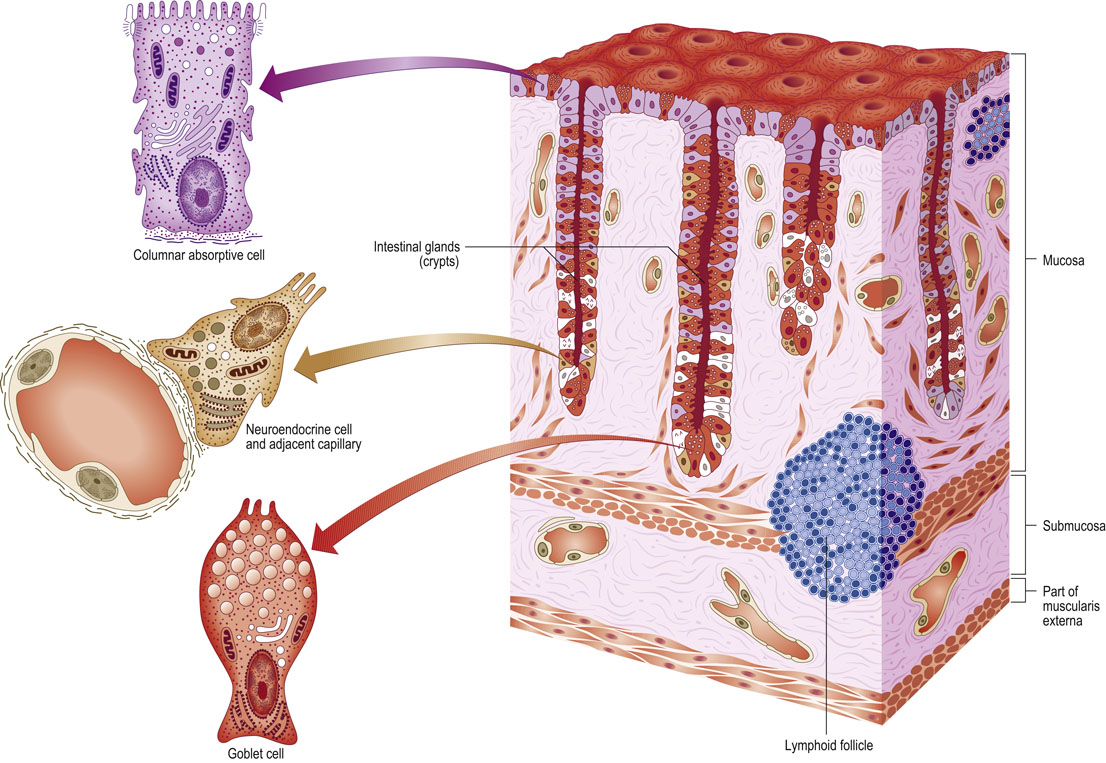 Columnar absorptive cell
Intestinal glands
(crypts)
Mucosa
Neuroendocrine cell
and adjacent capillary
Submucosa
Part of
muscularis
externa
Goblet cell
Lymphoid follicle